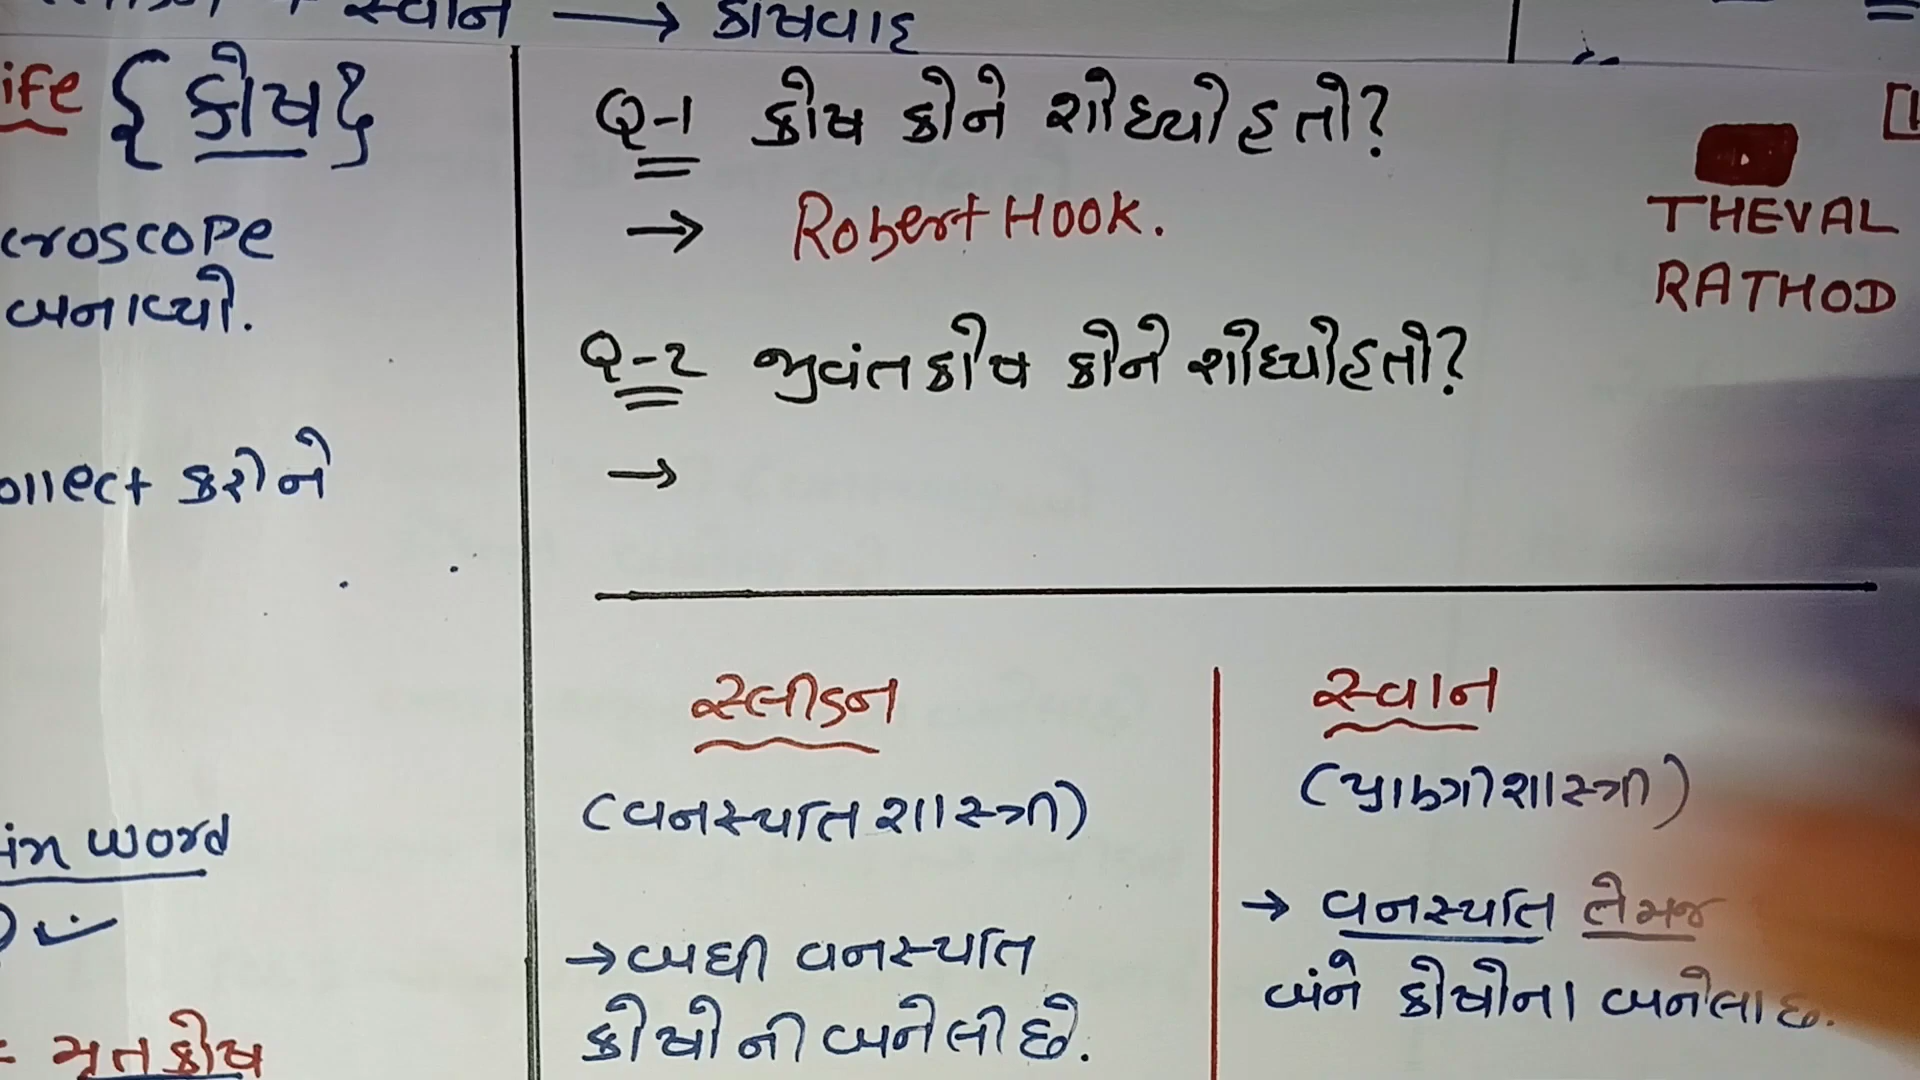 સ્વાન → કોષવાદ
ife { કોષ }
croscope
બનાવ્યો.
ollect કરીને
in word
= મૃતકોષ
Q-1 કોષ કોને શોધ્યો હતો?
→ Robert Hook.
Q-2 જીવંત કોષ કોને શોધ્યો હતો?
→
THEVAL
RATHOD
સ્લીડન
(વનસ્પતિ શાસ્ત્રી)
→ બધી વનસ્પતિ
કોષોની બનેલી છે.
સ્વાન
(પ્રાણીશાસ્ત્રી)
→ વનસ્પતિ તેમજ
બંને કોષોના બનેલા છે.